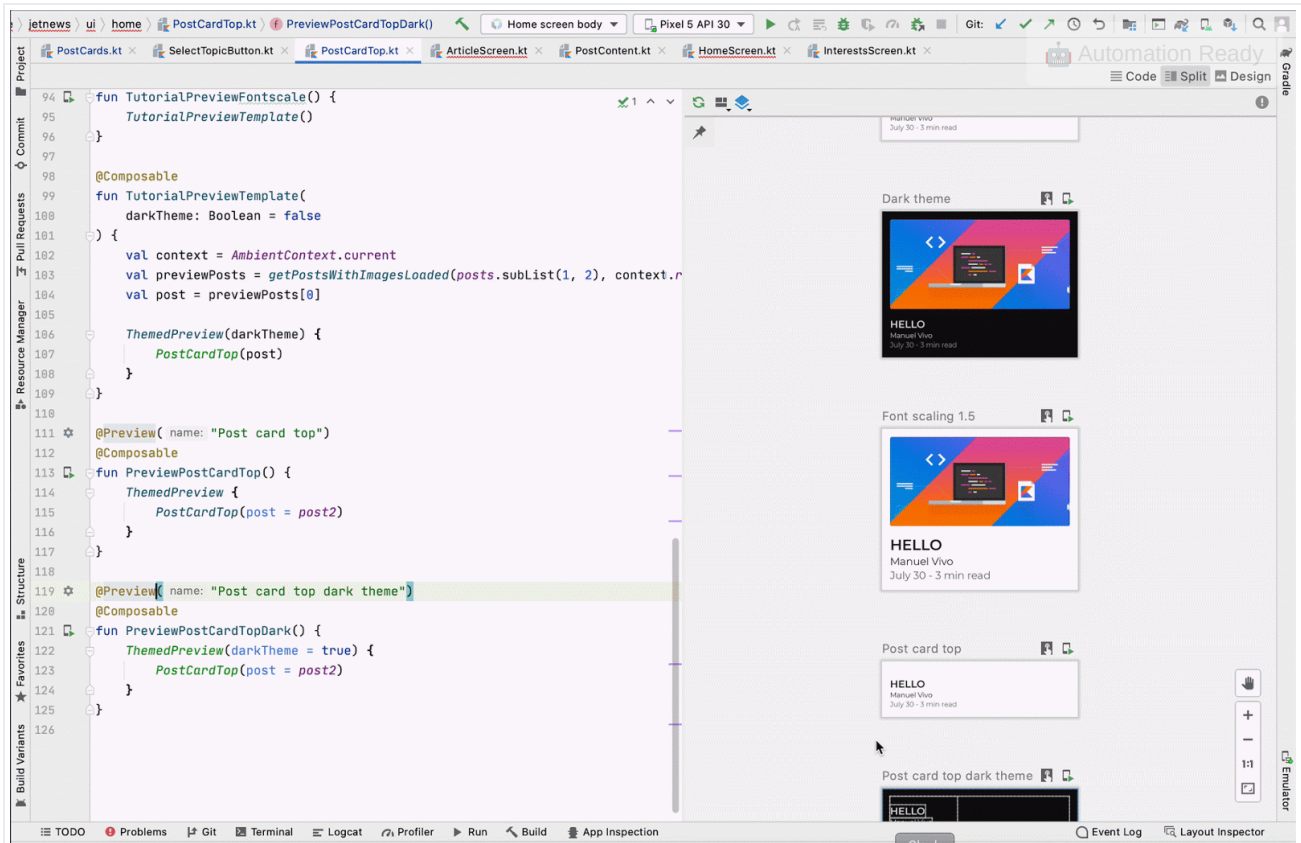 jetnews ui home PostCardTop.kt PreviewPostCardTopDark() Home screen body Pixel 5 API 30 Git:
PostCards.kt SelectTopicButton.kt PostCardTop.kt ArticleScreen.kt PostContent.kt HomeScreen.kt InterestsScreen.kt
Automation Ready
Code Split Design
Project
Commit
Pull Requests
Resource Manager
Structure
Favorites
Build Variants
94 fun TutorialPreviewFontscale() {
95 TutorialPreviewTemplate()
96 }
97
98 @Composable
99 fun TutorialPreviewTemplate(
100 darkTheme: Boolean = false
101 ) {
102 val context = AmbientContext.current
103 val previewPosts = getPostsWithImagesLoaded(posts.subList(1, 2), context.r
104 val post = previewPosts[0]
105
106 ThemedPreview(darkTheme) {
107 PostCardTop(post)
108 }
109 }
110
111 @Preview( name: "Post card top")
112 @Composable
113 fun PreviewPostCardTop() {
114 ThemedPreview {
115 PostCardTop(post = post2)
116 }
117 }
118
119 @Preview( name: "Post card top dark theme")
120 @Composable
121 fun PreviewPostCardTopDark() {
122 ThemedPreview(darkTheme = true) {
123 PostCardTop(post = post2)
124 }
125 }
126
1
Manuel Vivo
July 30 - 3 min read
Dark theme
HELLO
Manuel Vivo
July 30 - 3 min read
Font scaling 1.5
HELLO
Manuel Vivo
July 30 - 3 min read
Post card top
HELLO
Manuel Vivo
July 30 - 3 min read
Post card top dark theme
HELLO
1:1
Gradle
Emulator
TODO Problems Git Terminal Logcat Profiler Run Build App Inspection Event Log Layout Inspector